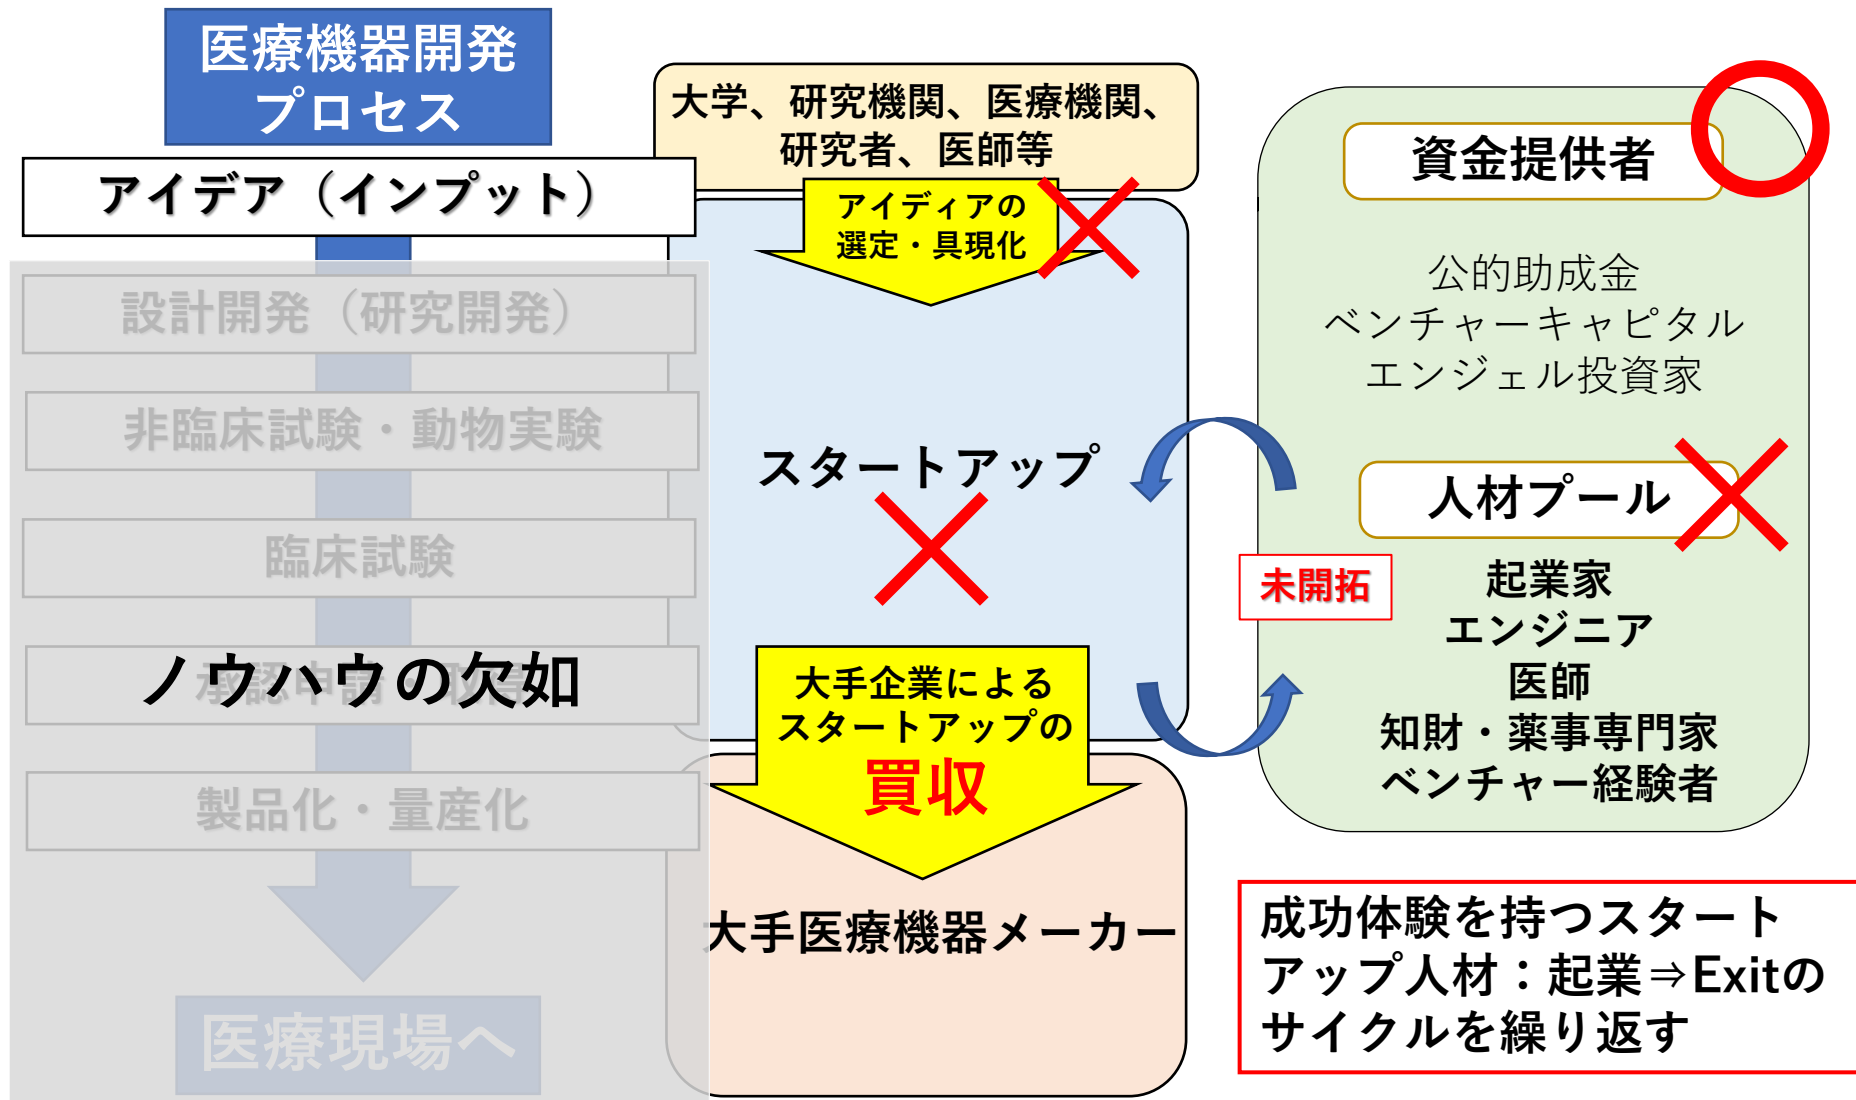 医療機器開発
プロセス
アイデア（インプット）
設計開発（研究開発）
非臨床試験・動物実験
臨床試験
ノウハウの欠如
製品化・量産化
医療現場へ
大学、研究機関、医療機関、
研究者、医師等
アイディアの
選定・具現化
スタートアップ
大手企業による
スタートアップの
買収
大手医療機器メーカー
資金提供者
公的助成金
ベンチャーキャピタル
エンジェル投資家
人材プール
未開拓
起業家
エンジニア
医師
知財・薬事専門家
ベンチャー経験者
成功体験を持つスタート
アップ人材：起業⇒Exitの
サイクルを繰り返す